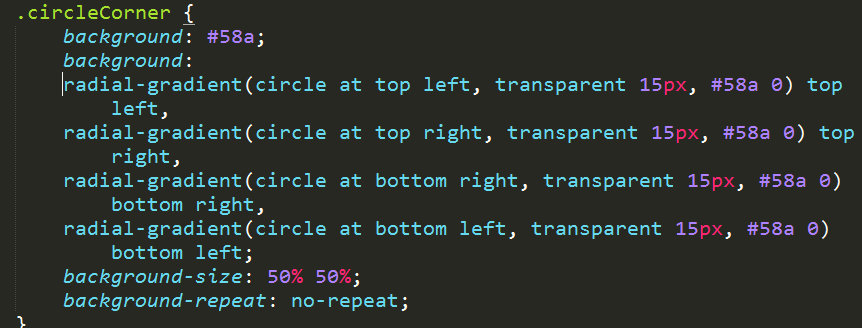 .circleCorner {
background: #58a;
background:
radial-gradient(circle at top left, transparent 15px, #58a 0) top
left,
radial-gradient(circle at top right, transparent 15px, #58a 0) top
right,
radial-gradient(circle at bottom right, transparent 15px, #58a 0)
bottom right,
radial-gradient(circle at bottom left, transparent 15px, #58a 0)
bottom left;
background-size: 50% 50%;
background-repeat: no-repeat;
}